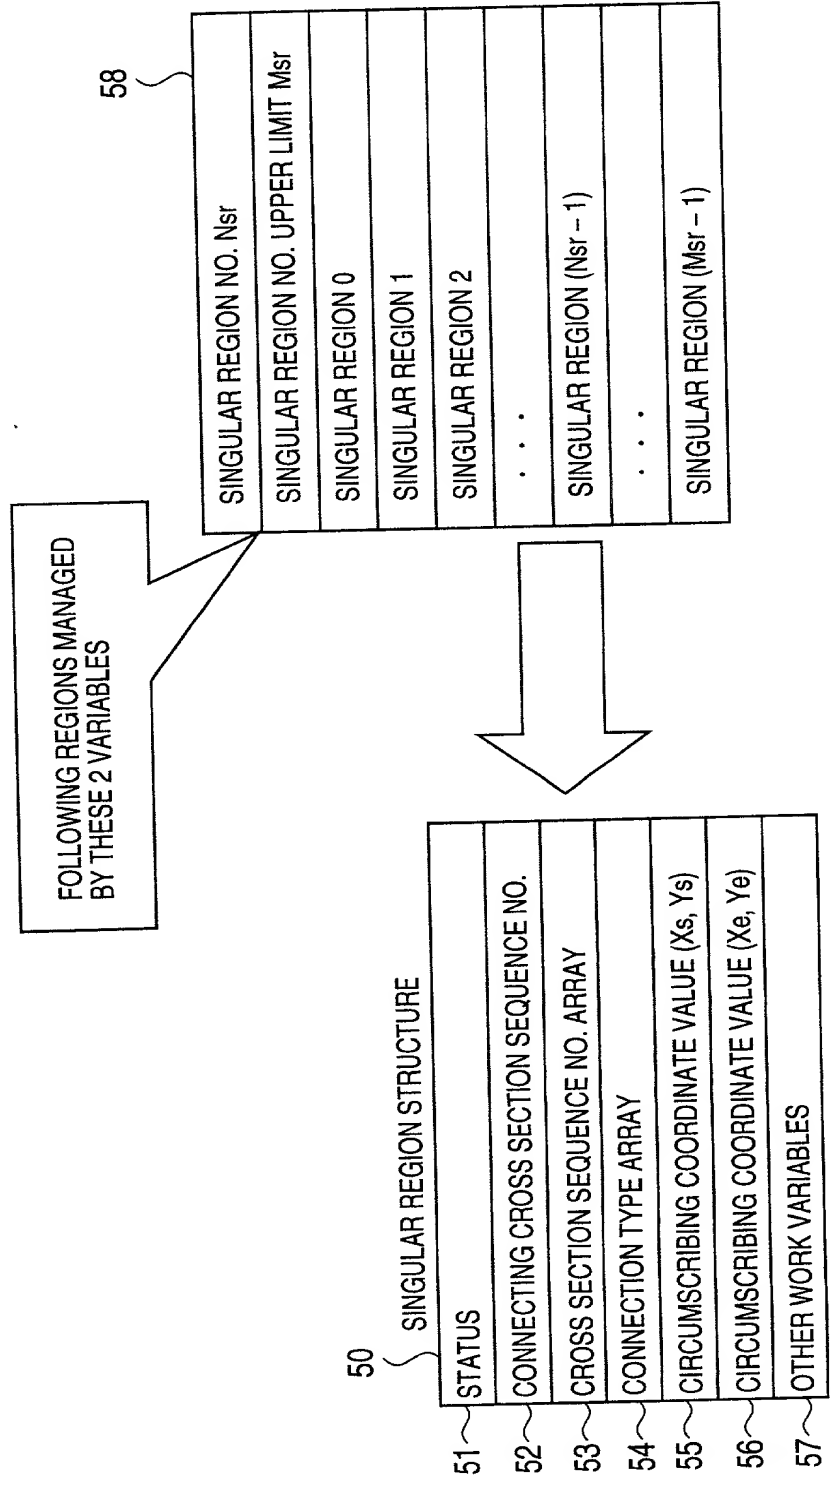 FOLLOWING REGIONS MANAGED
BY THESE 2 VARIABLES
58
SINGULAR REGION NO. Nsr
SINGULAR REGION NO. UPPER LIMIT Msr
SINGULAR REGION 0
SINGULAR REGION 1
SINGULAR REGION 2
. . .
SINGULAR REGION (Nsr – 1)
. . .
SINGULAR REGION (Msr – 1)
50
SINGULAR REGION STRUCTURE
51 STATUS
52 CONNECTING CROSS SECTION SEQUENCE NO.
53 CROSS SECTION SEQUENCE NO. ARRAY
54 CONNECTION TYPE ARRAY
55 CIRCUMSCRIBING COORDINATE VALUE (Xs, Ys)
56 CIRCUMSCRIBING COORDINATE VALUE (Xe, Ye)
57 OTHER WORK VARIABLES